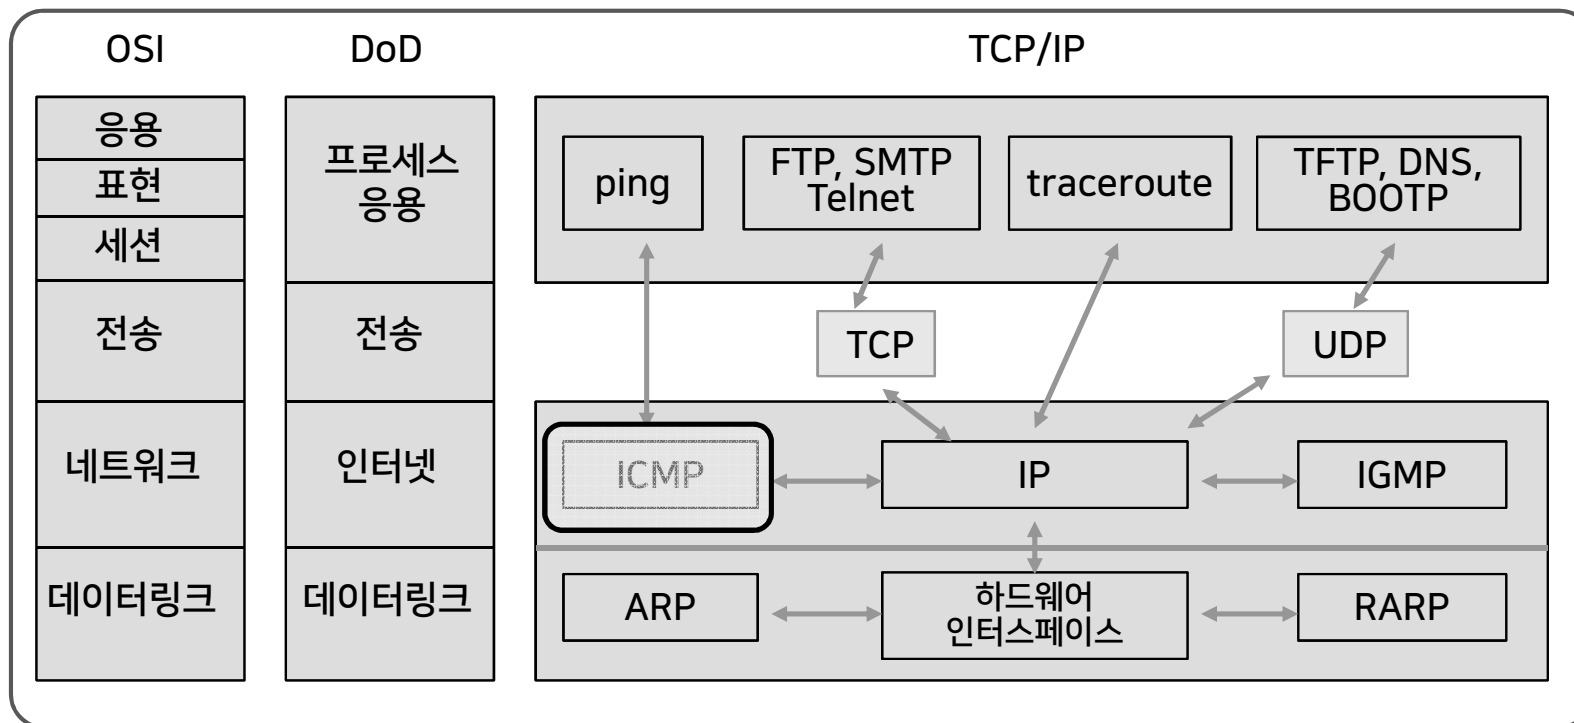 OSI
DoD
TCP/IP
응용
표현
세션
전송
네트워크
데이터링크
프로세스
응용
전송
인터넷
데이터링크
ping
FTP, SMTP
Telnet
traceroute
TFTP, DNS,
BOOTP
TCP
UDP
ICMP
IP
IGMP
ARP
하드웨어
인터스페이스
RARP